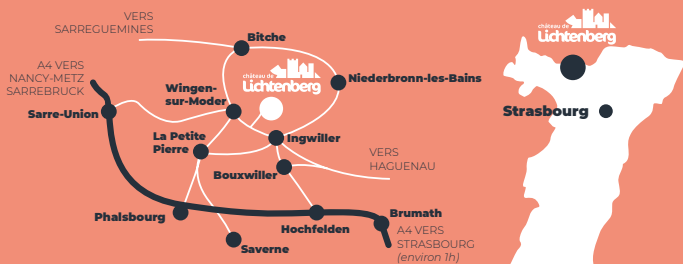 VERS
SARREGUEMINES
Bitche
A4 VERS
NANCY-METZ
SARREBRUCK
château de
Lichtenberg
Niederbronn-les-Bains
Wingen-
sur-Moder
Sarre-Union
La Petite
Pierre
Ingwiller
VERS
HAGUENAU
Bouxwiller
Phalsbourg
Hochfelden
Brumath
A4 VERS
STRASBOURG
(environ 1h)
Saverne
château de
Lichtenberg
Strasbourg